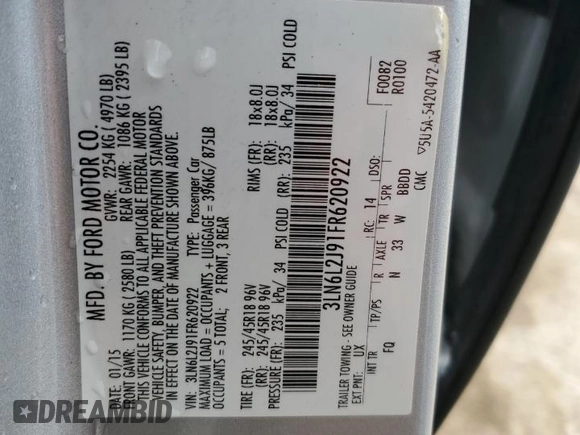 MFD. BY FORD MOTOR CO.
DATE: 01/15 GVWR: 2254 KG ( 4970 LB)
FRONT GAWR: 1170 KG (2580 LB) REAR GAWR: 1086 KG ( 2395 LB)
THIS VEHICLE CONFORMS TO ALL APPLICABLE FEDERAL MOTOR
VEHICLE SAFETY, BUMPER, AND THEFT PREVENTION STANDARDS
IN EFFECT ON THE DATE OF MANUFACTURE SHOWN ABOVE.
VIN: 3LN6L2J91FR620922 TYPE: Passenger Car
MAXIMUM LOAD = OCCUPANTS + LUGGAGE = 396KG/ 875LB
OCCUPANTS = 5 TOTAL; 2 FRONT, 3 REAR
TIRE (FR): 245/45R18 96V RIMS (FR): 18x8.0J
(RR): 245/45R18 96V (RR): 18x8.0J
PRESSURE (FR): 235 kPa/ 34 PSI COLD (RR): 235 kPa/ 34 PSI COLD
3LN6L2J91FR620922
F0082
R0100
TRAILER TOWING - SEE OWNER GUIDE
EXT PNT: UX RC: 14 DSO:
INT TR TP/PS R AXLE TR SPR
FQ N 33 W BBDD
CMC ▽5U5A-5420472-AA
DREAMBID